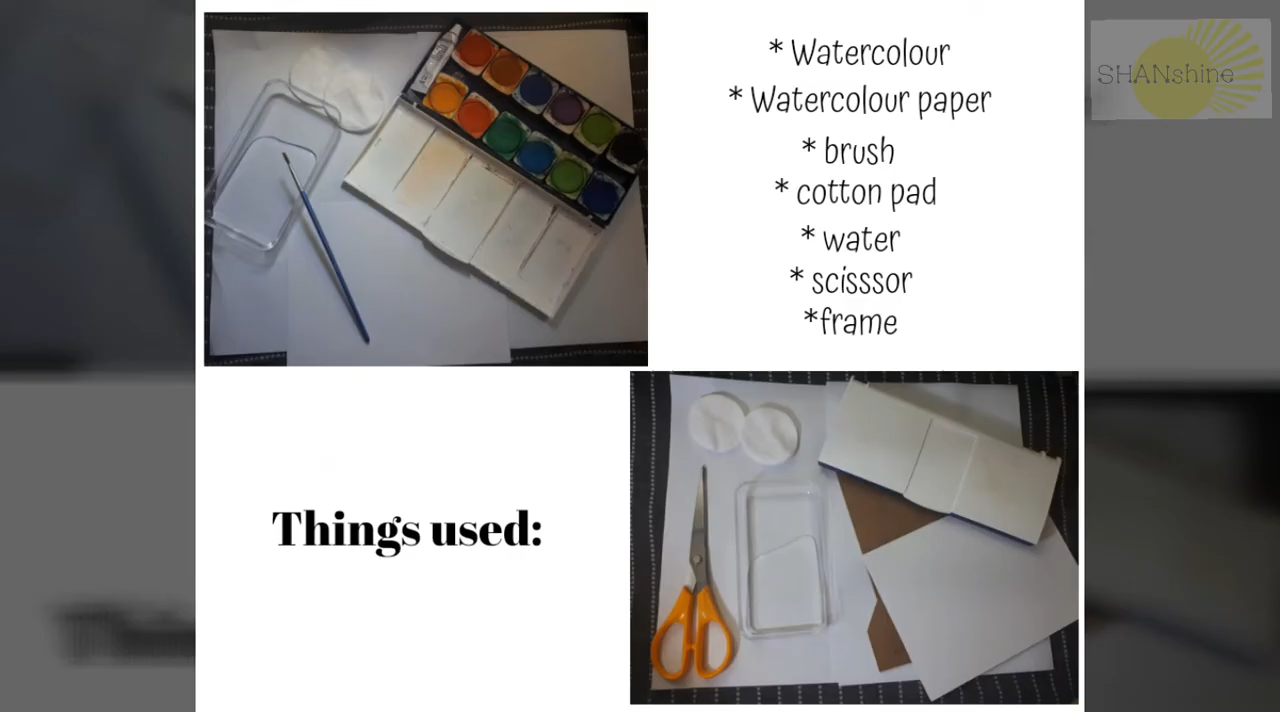 * Watercolour
* Watercolour paper
* brush
* cotton pad
* water
* scisssor
*frame
SHANshine
Things used: